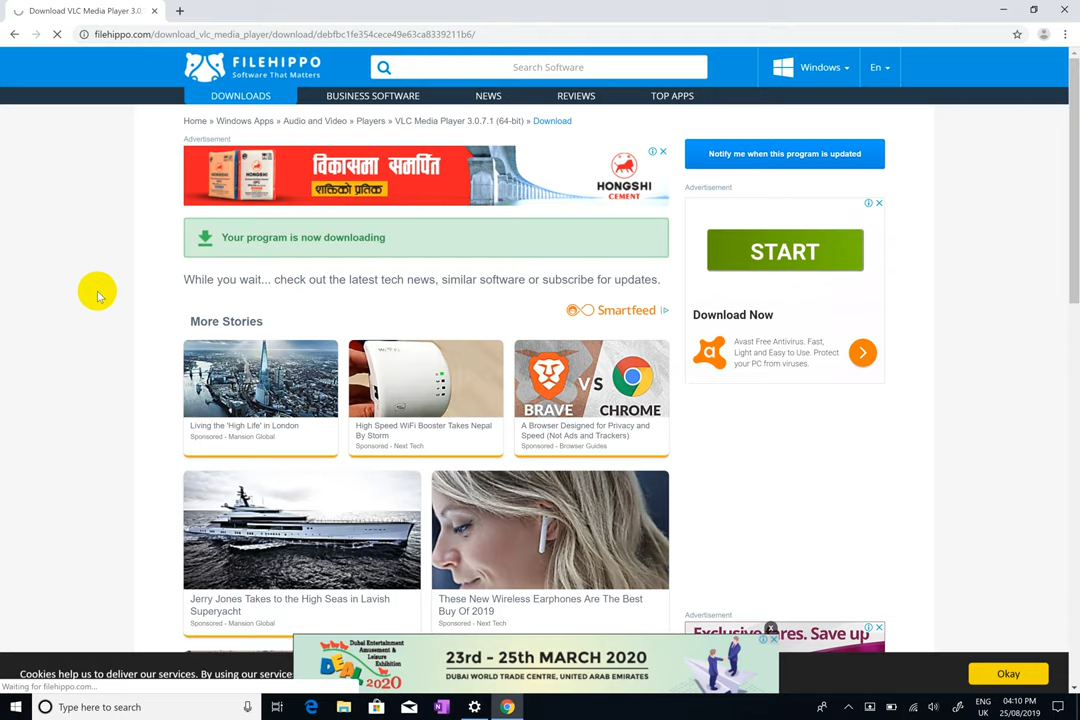 Download VLC Media Player 3.0.
filehippo.com/download_vlc_media_player/download/debfbc1fe354cece49e63ca8339211b6/
FILEHIPPO
Software That Matters
Search Software
Windows
En
DOWNLOADS
BUSINESS SOFTWARE
NEWS
REVIEWS
TOP APPS
Home » Windows Apps » Audio and Video » Players » VLC Media Player 3.0.7.1 (64-bit) » Download
Advertisement
HONGSHI
विकासमा समर्पित
शक्तिको प्रतिक
HONGSHI
CEMENT
Notify me when this program is updated
Advertisement
Your program is now downloading
START
While you wait... check out the latest tech news, similar software or subscribe for updates.
Smartfeed
More Stories
Download Now
Avast Free Antivirus. Fast,
Light and Easy to Use. Protect
your PC from viruses.
BRAVE VS CHROME
Living the 'High Life' in London
Sponsored - Mansion Global
High Speed WiFi Booster Takes Nepal
By Storm
Sponsored - Next Tech
A Browser Designed for Privacy and
Speed (Not Ads and Trackers)
Sponsored - Browser Guides
Jerry Jones Takes to the High Seas in Lavish
Superyacht
Sponsored - Mansion Global
These New Wireless Earphones Are The Best
Buy Of 2019
Sponsored - Next Tech
Advertisement
Save up
Dubai Entertainment
Amusement &
Leisure Exhibition
DEAL
2020
23rd - 25th MARCH 2020
DUBAI WORLD TRADE CENTRE, UNITED ARAB EMIRATES
Cookies help us to deliver our services. By using our service
Okay
Waiting for filehippo.com...
Type here to search
ENG
UK
04:10 PM
25/08/2019